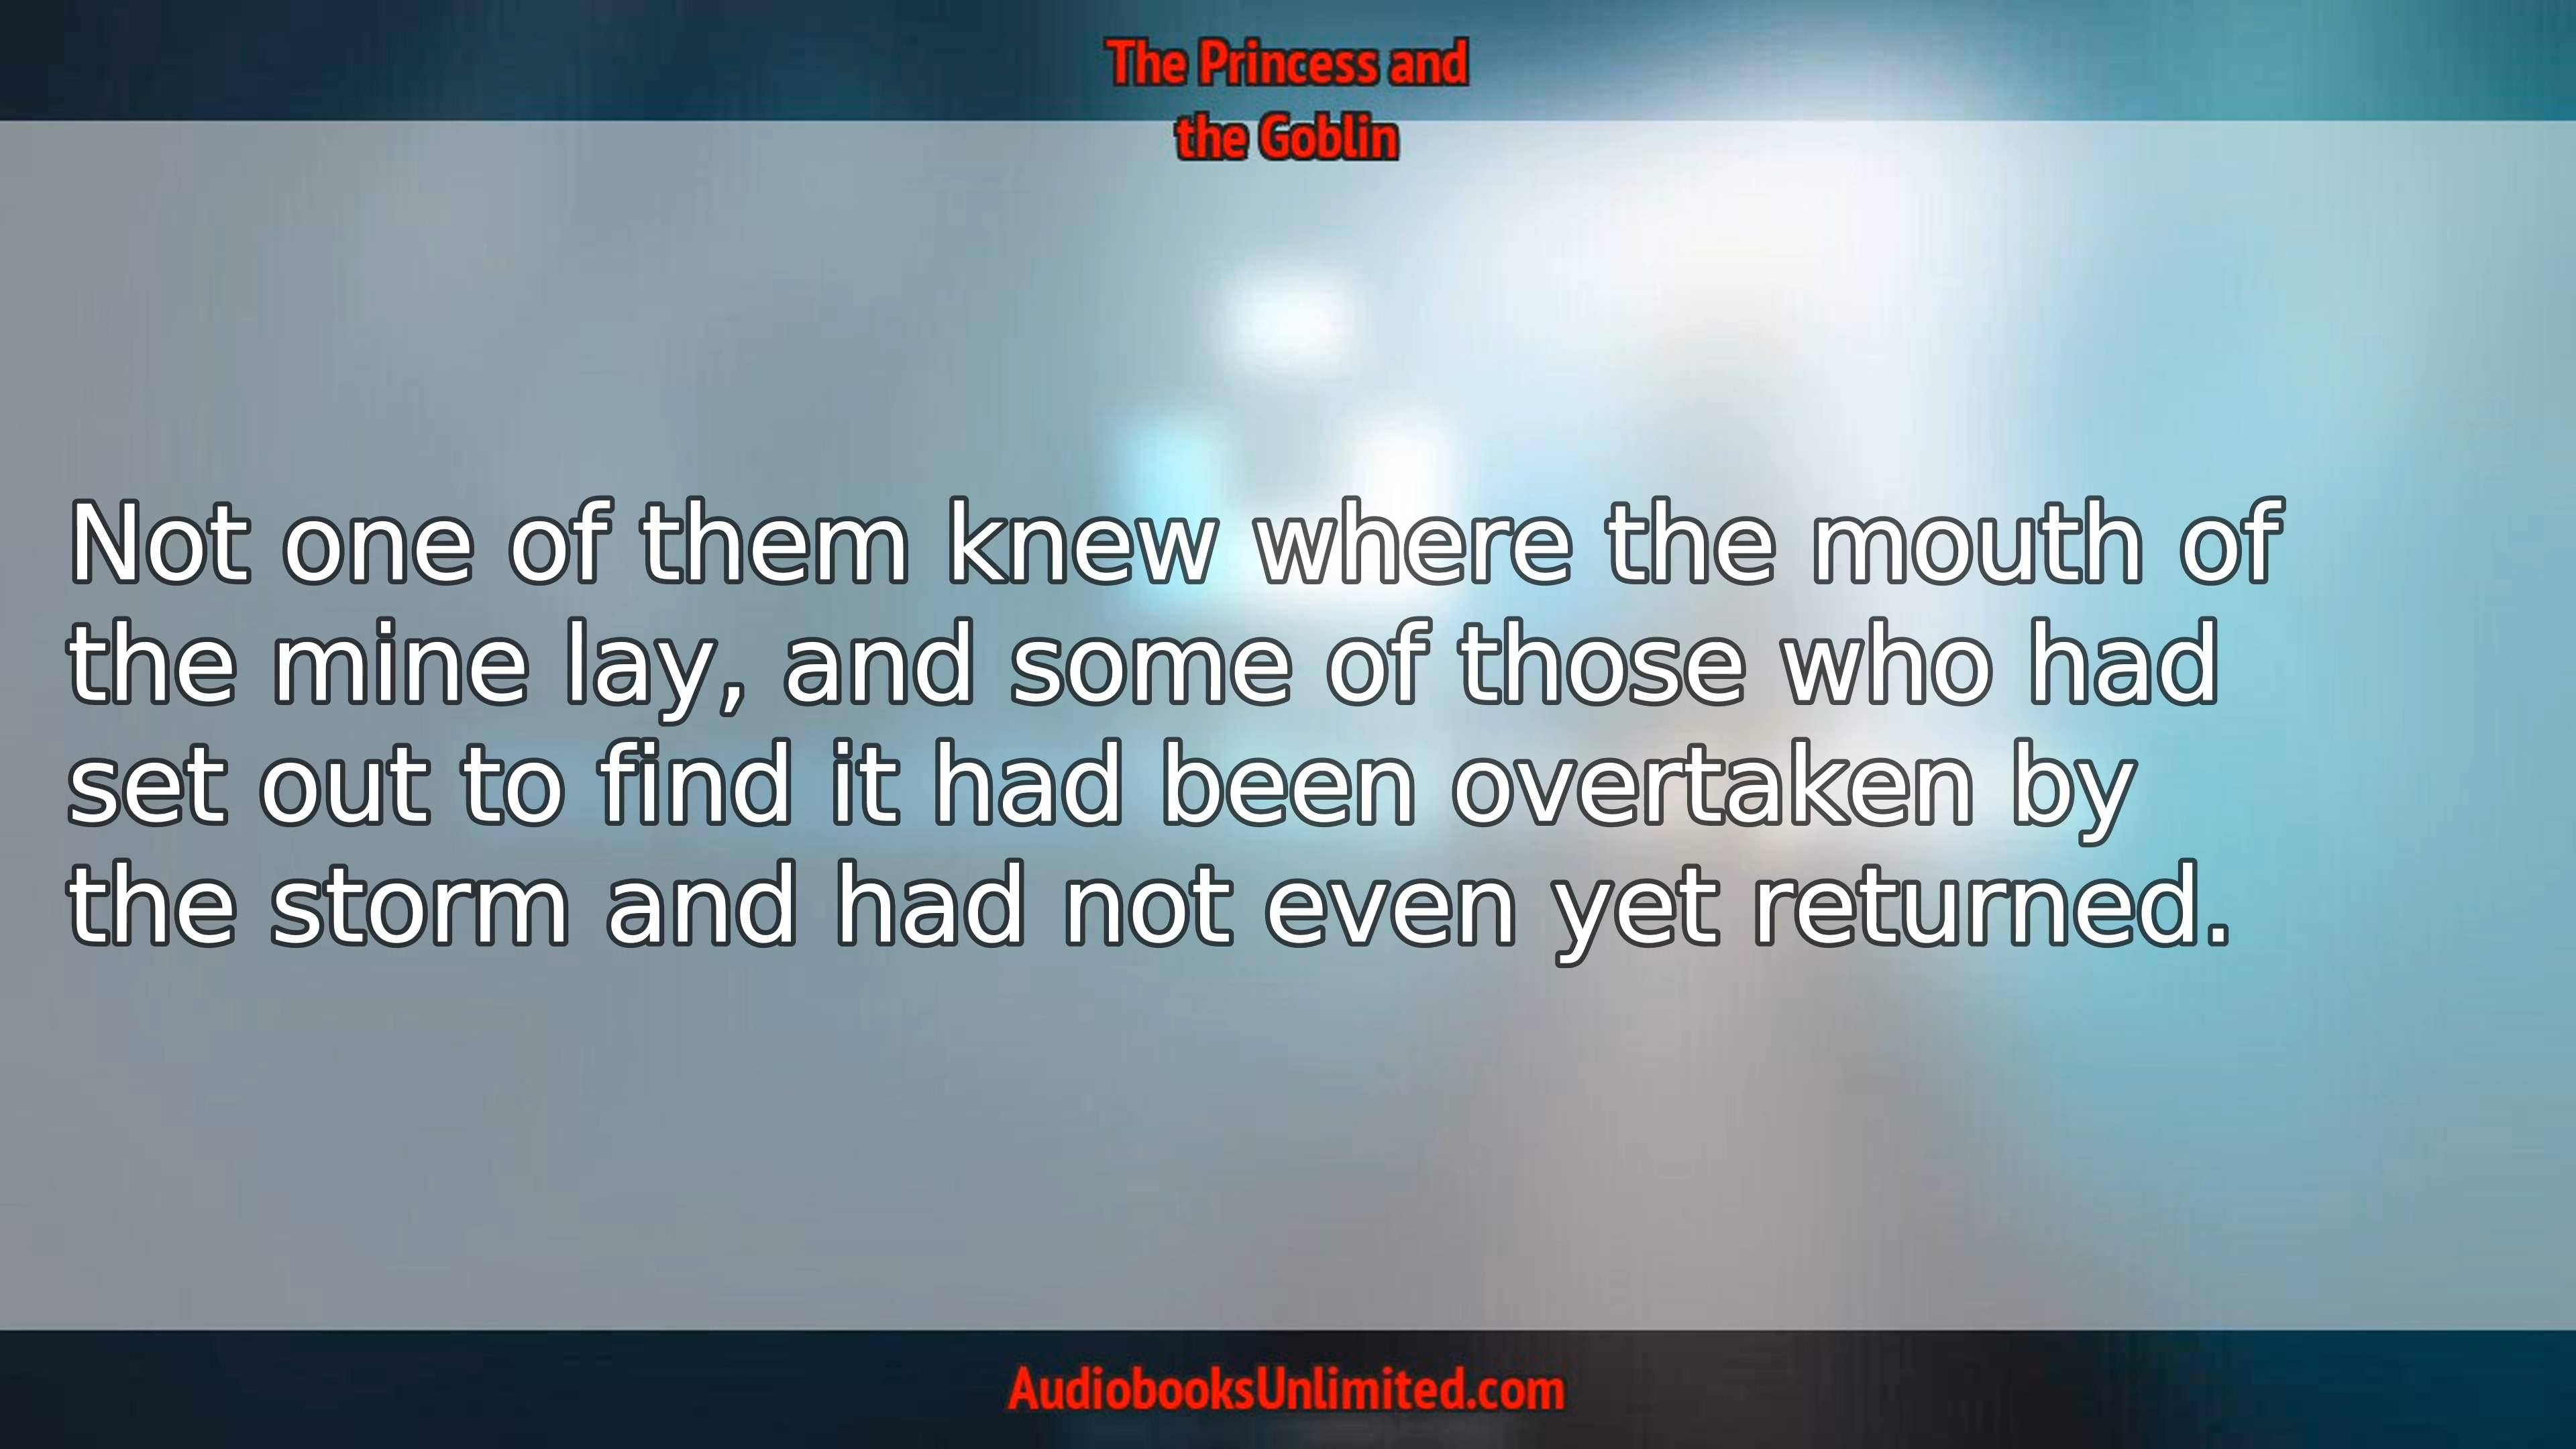 The Princess and
the Goblin
Not one of them knew where the mouth of
the mine lay, and some of those who had
set out to find it had been overtaken by
the storm and had not even yet returned.
AudiobooksUnlimited.com